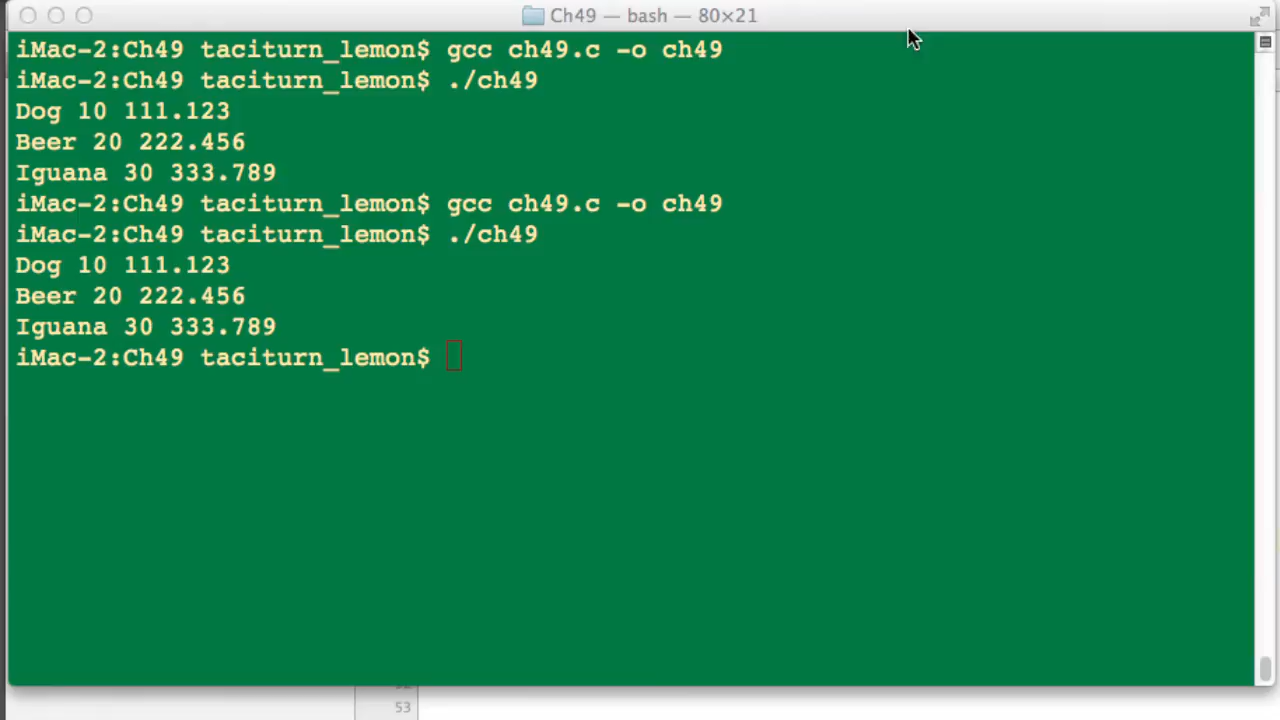 Ch49 — bash — 80×21
iMac-2:Ch49 taciturn_lemon$ gcc ch49.c -o ch49
iMac-2:Ch49 taciturn_lemon$ ./ch49
Dog 10 111.123
Beer 20 222.456
Iguana 30 333.789
iMac-2:Ch49 taciturn_lemon$ gcc ch49.c -o ch49
iMac-2:Ch49 taciturn_lemon$ ./ch49
Dog 10 111.123
Beer 20 222.456
Iguana 30 333.789
iMac-2:Ch49 taciturn_lemon$
53